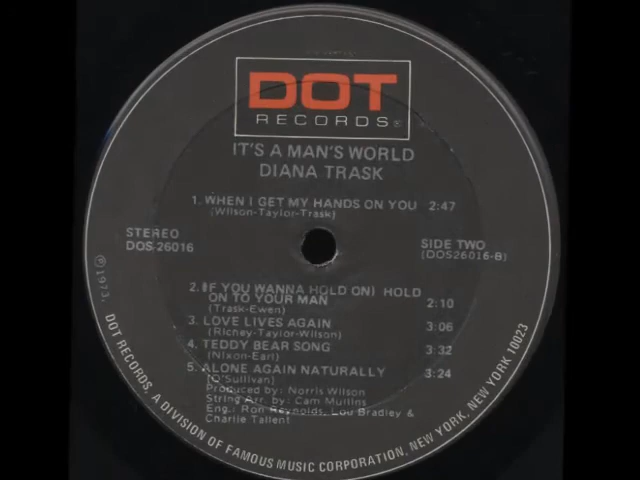 DOT
RECORDS®
IT'S A MAN'S WORLD
DIANA TRASK
1. WHEN I GET MY HANDS ON YOU 2:47
(Wilson-Taylor-Trask)
STEREO
DOS-26016
SIDE TWO
(DOS26016-B)
2. (IF YOU WANNA HOLD ON) HOLD
ON TO YOUR MAN 2:10
(Trask-Ewen)
3. LOVE LIVES AGAIN 3:06
(Richey-Taylor-Wilson)
4. TEDDY BEAR SONG 3:32
(Nixon-Earl)
5. ALONE AGAIN NATURALLY 3:24
(O'Sullivan)
Produced by: Norris Wilson
String Arr. by: Cam Mullins
Eng.: Ron Reynolds, Lou Bradley &
Charlie Tallent
℗1973. DOT RECORDS, A DIVISION OF FAMOUS MUSIC CORPORATION, NEW YORK, NEW YORK 10023